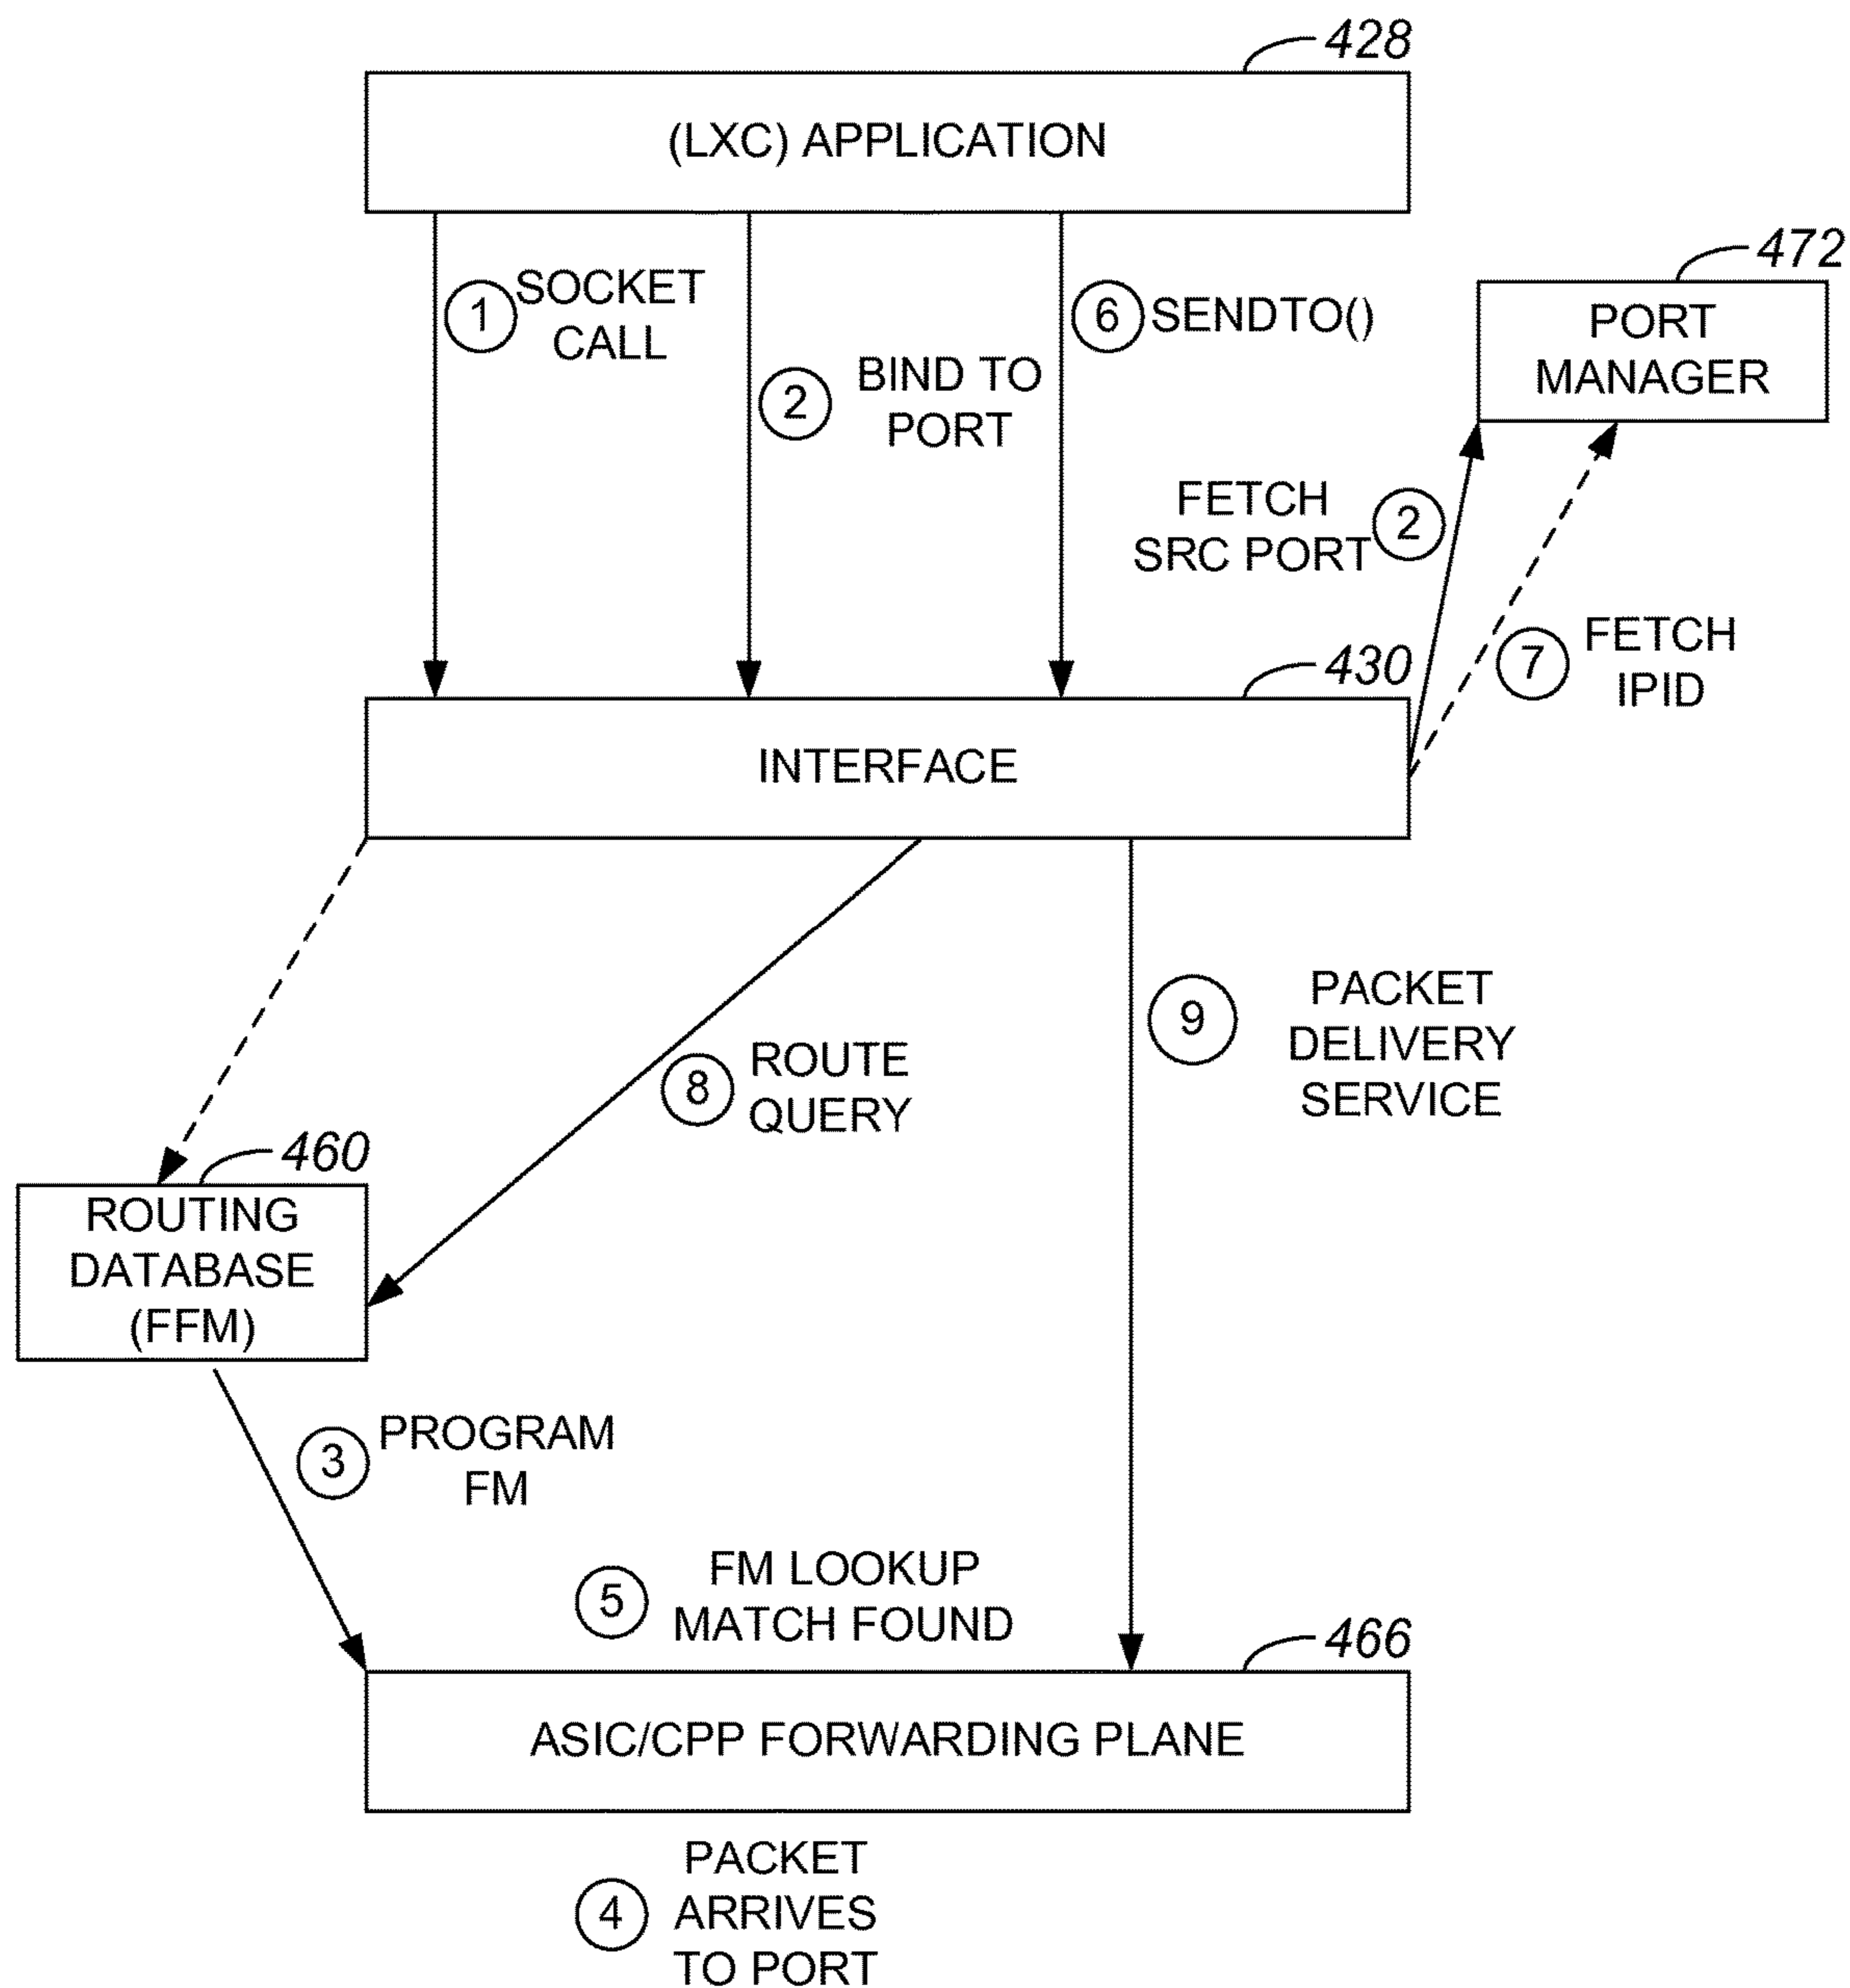 428
(LXC) APPLICATION
472
PORT
MANAGER
1
SOCKET
CALL
2
BIND TO
PORT
6
SENDTO()
FETCH
SRC PORT
2
7
FETCH
IPID
430
INTERFACE
8
ROUTE
QUERY
9
PACKET
DELIVERY
SERVICE
460
ROUTING
DATABASE
(FFM)
3
PROGRAM
FM
5
FM LOOKUP
MATCH FOUND
466
ASIC/CPP FORWARDING PLANE
4
PACKET
ARRIVES
TO PORT